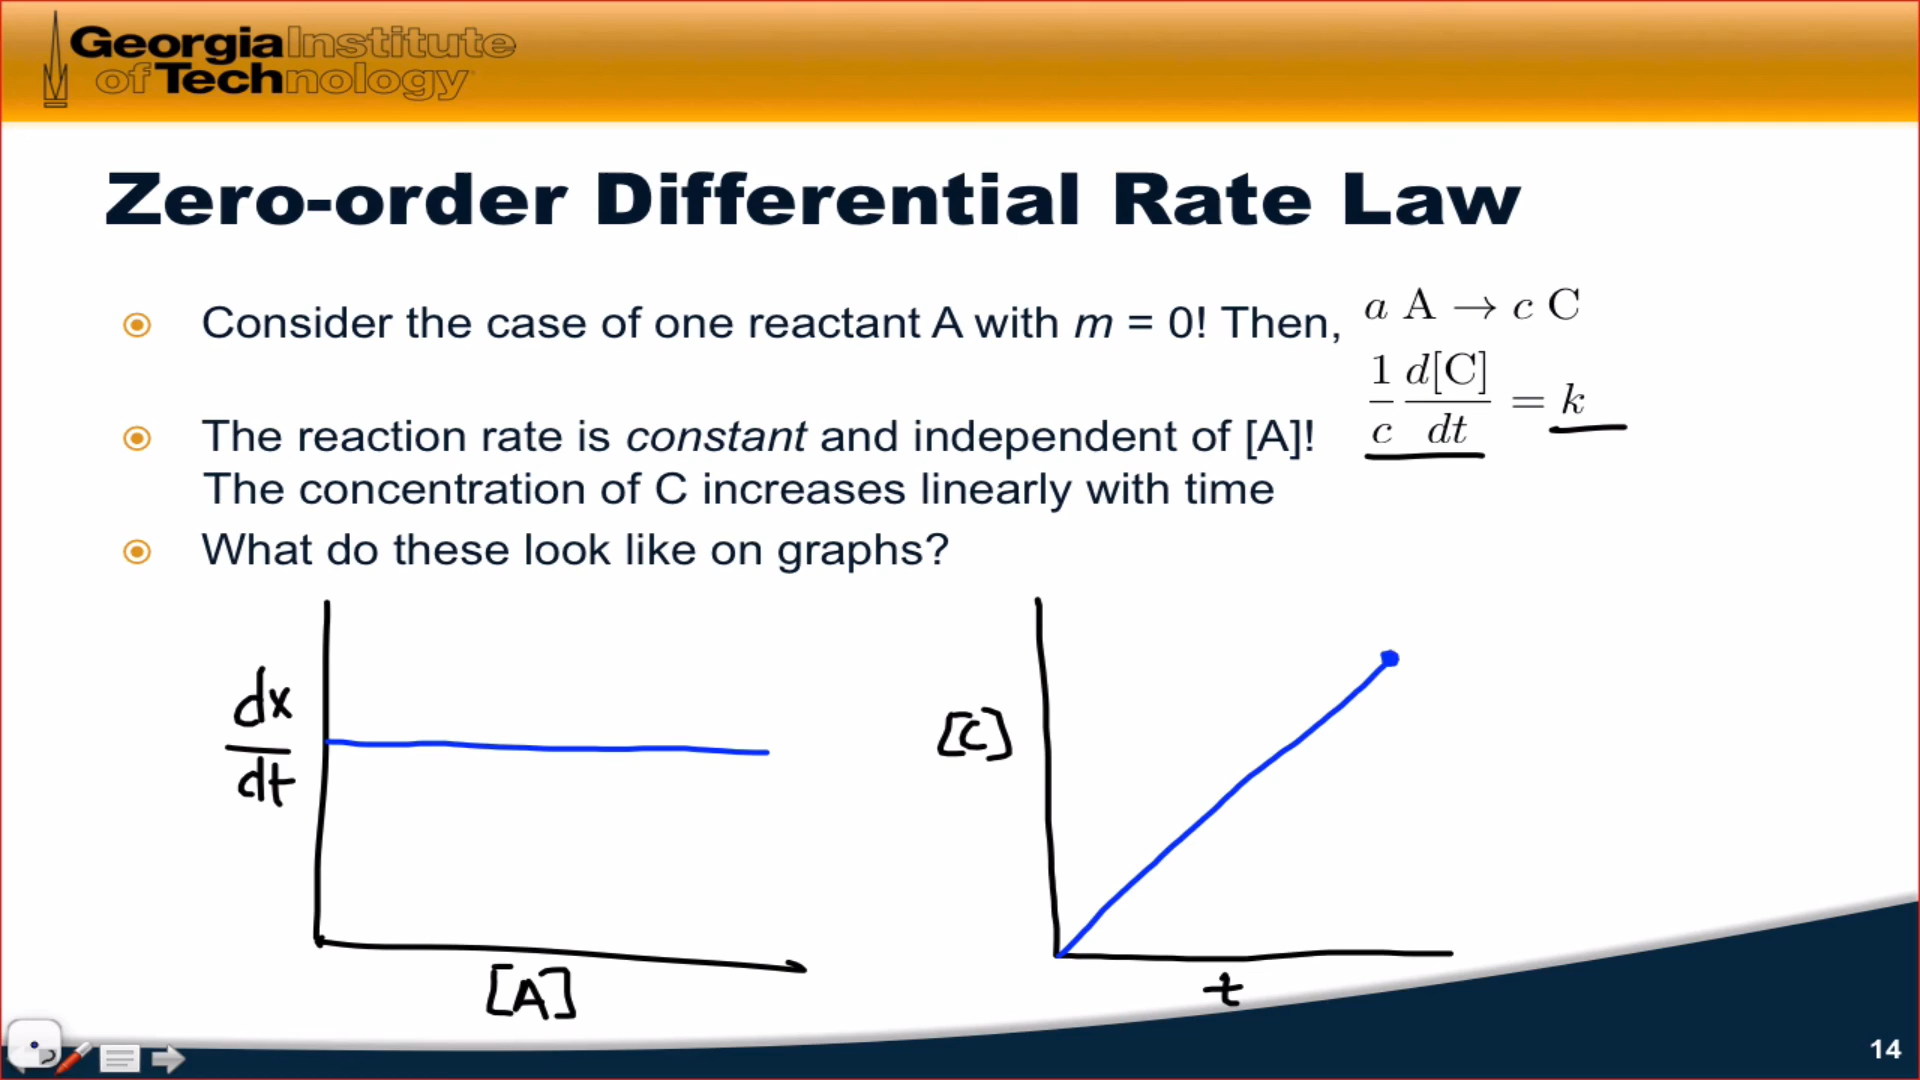 Georgia Institute
of Technology
Zero-order Differential Rate Law
Consider the case of one reactant A with m = 0! Then,
a A → c C
1/c d[C]/dt = k
The reaction rate is constant and independent of [A]!
The concentration of C increases linearly with time
What do these look like on graphs?
dx/dt
[A]
[C]
t
14